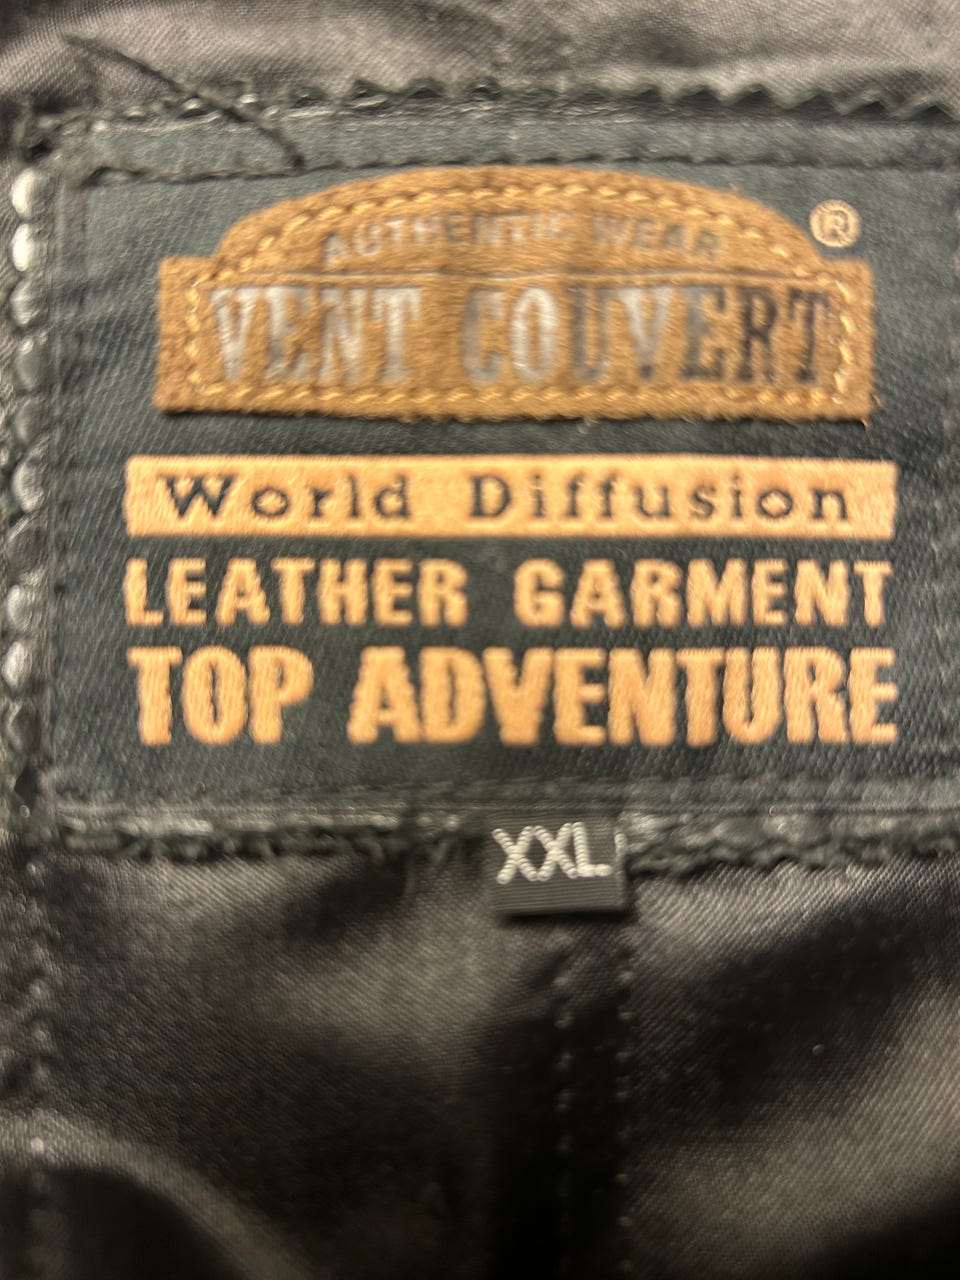 AUTHENTIC WEAR
®
VENT COUVERT
World Diffusion
LEATHER GARMENT
TOP ADVENTURE
XXL